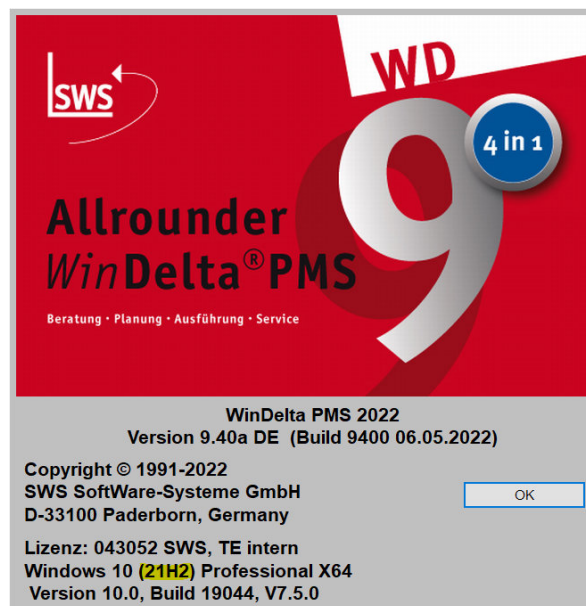 SWS
WD
9
4 in 1
Allrounder
WinDelta®PMS
Beratung · Planung · Ausführung · Service
WinDelta PMS 2022
Version 9.40a DE (Build 9400 06.05.2022)
Copyright © 1991-2022
SWS SoftWare-Systeme GmbH
D-33100 Paderborn, Germany
OK
Lizenz: 043052 SWS, TE intern
Windows 10 (21H2) Professional X64
Version 10.0, Build 19044, V7.5.0